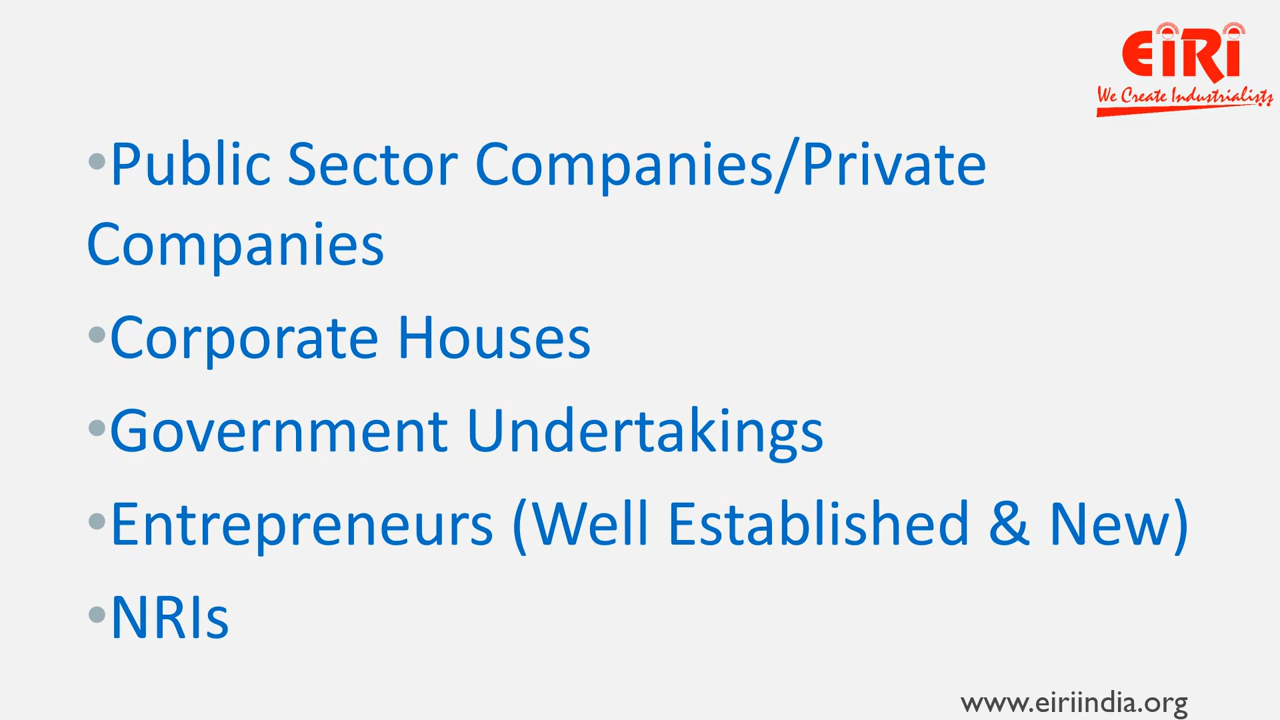 EiRi
We Create Industrialists
•Public Sector Companies/Private
Companies
•Corporate Houses
•Government Undertakings
•Entrepreneurs (Well Established & New)
•NRIs
www.eiriindia.org